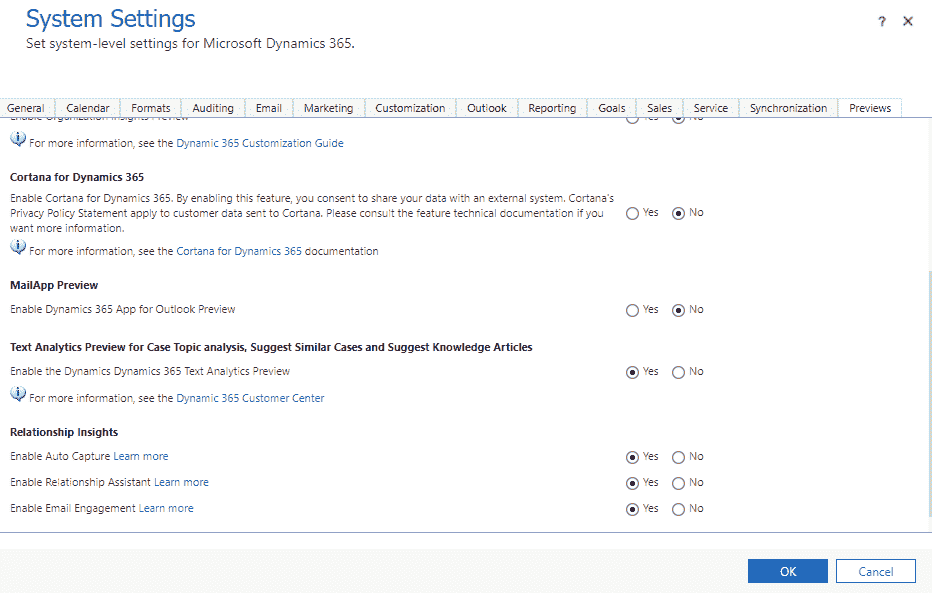 System Settings
? ×
Set system-level settings for Microsoft Dynamics 365.
General Calendar Formats Auditing Email Marketing Customization Outlook Reporting Goals Sales Service Synchronization Previews
Enable Organization Insights Preview Yes No
For more information, see the Dynamic 365 Customization Guide
Cortana for Dynamics 365
Enable Cortana for Dynamics 365. By enabling this feature, you consent to share your data with an external system. Cortana's
Privacy Policy Statement apply to customer data sent to Cortana. Please consult the feature technical documentation if you Yes No
want more information.
For more information, see the Cortana for Dynamics 365 documentation
MailApp Preview
Enable Dynamics 365 App for Outlook Preview Yes No
Text Analytics Preview for Case Topic analysis, Suggest Similar Cases and Suggest Knowledge Articles
Enable the Dynamics Dynamics 365 Text Analytics Preview Yes No
For more information, see the Dynamic 365 Customer Center
Relationship Insights
Enable Auto Capture Learn more Yes No
Enable Relationship Assistant Learn more Yes No
Enable Email Engagement Learn more Yes No
OK Cancel